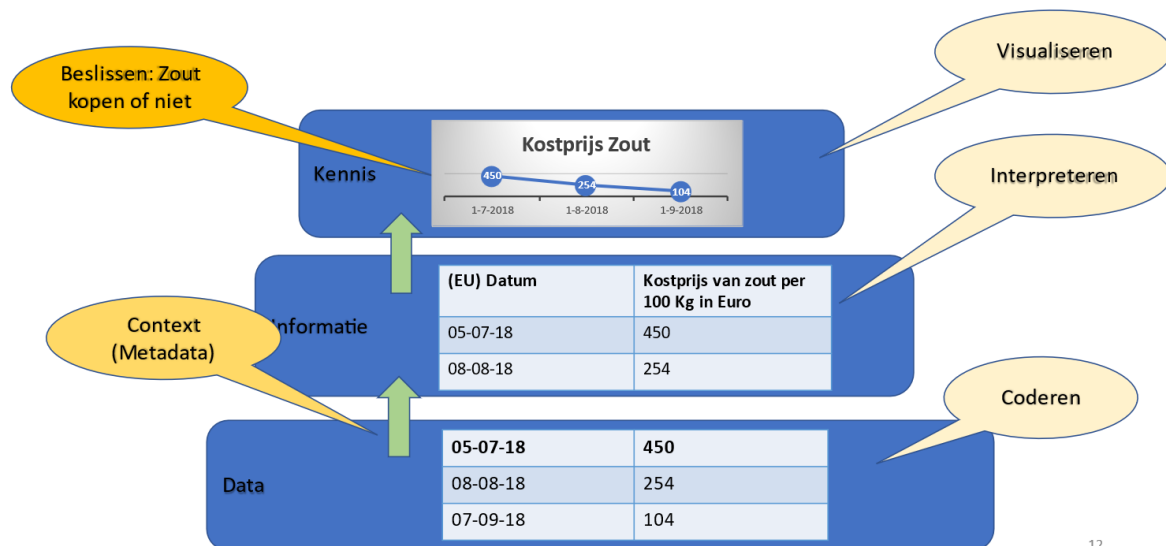 Visualiseren
Beslissen: Zout
kopen of niet
Kostprijs Zout
Kennis
450
254
104
1-7-2018
1-8-2018
1-9-2018
Interpreteren
(EU) Datum
Kostprijs van zout per
100 Kg in Euro
Informatie
05-07-18
450
08-08-18
254
Context
(Metadata)
Coderen
05-07-18
450
Data
08-08-18
254
07-09-18
104
12